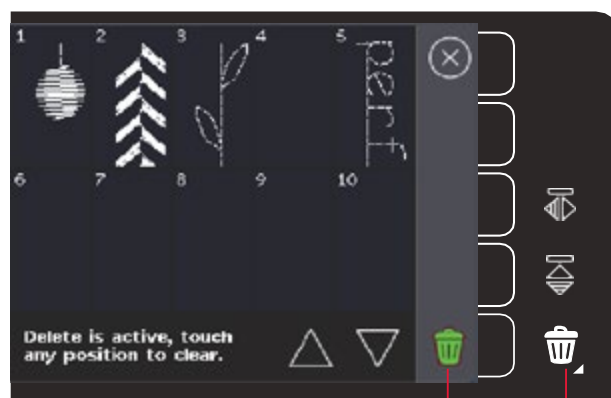 1 2 3 4 5
perf
6 7 8 9 10
Delete is active, touch
any position to clear.